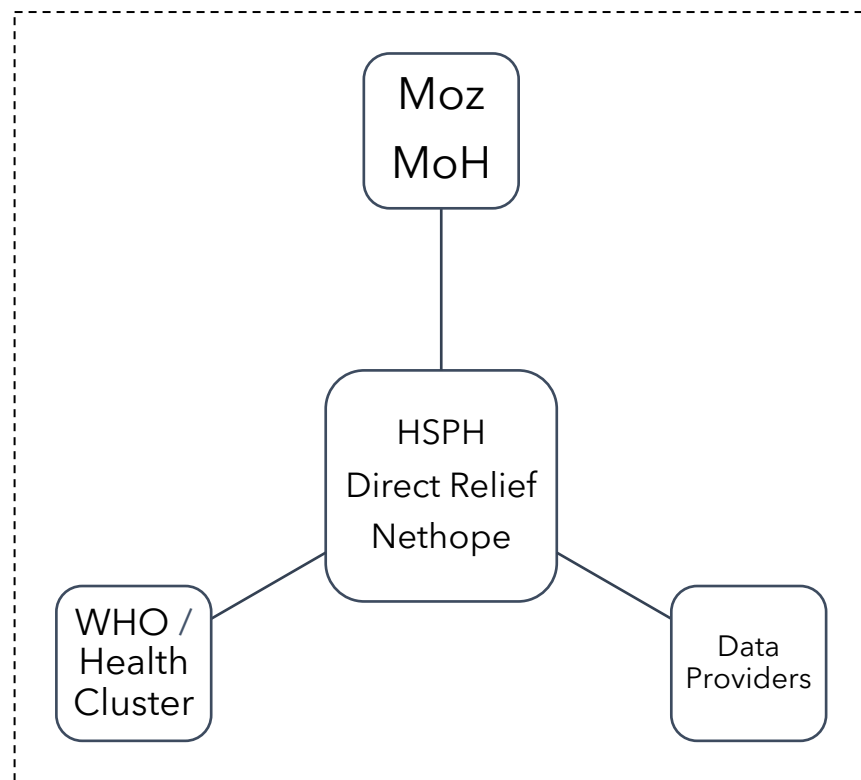 Moz
MoH
HSPH
Direct Relief
Nethope
WHO /
Health
Cluster
Data
Providers